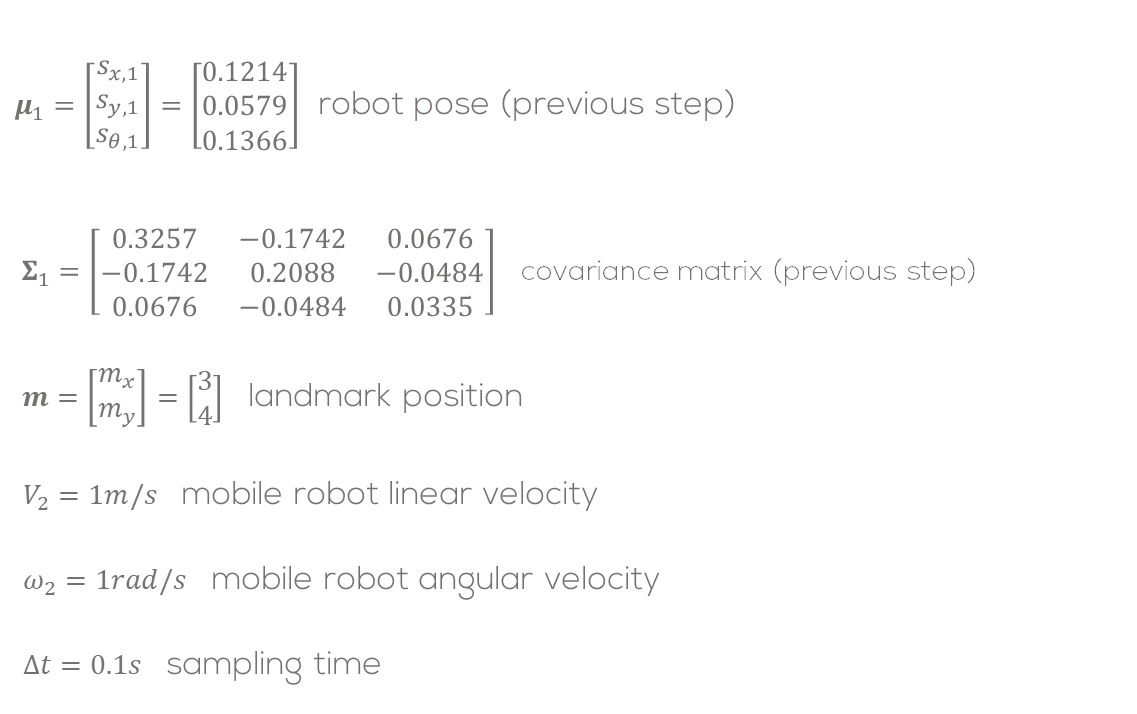 μ₁ = [s_{x,1}; s_{y,1}; s_{θ,1}] = [0.1214; 0.0579; 0.1366] robot pose (previous step)
Σ₁ = [0.3257 −0.1742 0.0676; −0.1742 0.2088 −0.0484; 0.0676 −0.0484 0.0335] covariance matrix (previous step)
m = [m_x; m_y] = [3; 4] landmark position
V₂ = 1m/s mobile robot linear velocity
ω₂ = 1rad/s mobile robot angular velocity
Δt = 0.1s sampling time